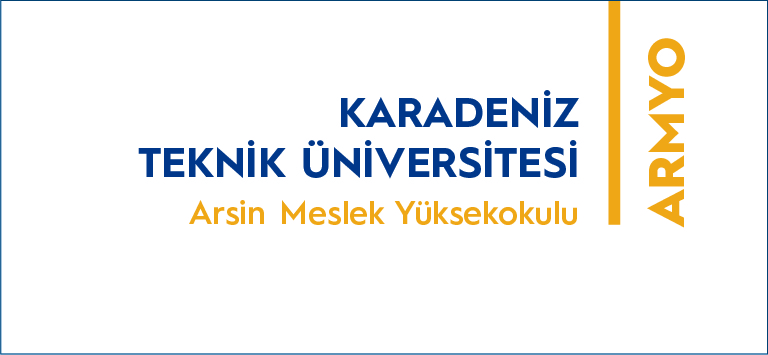 KARADENİZ
TEKNİK ÜNİVERSİTESİ
Arsin Meslek Yüksekokulu
ARMYO